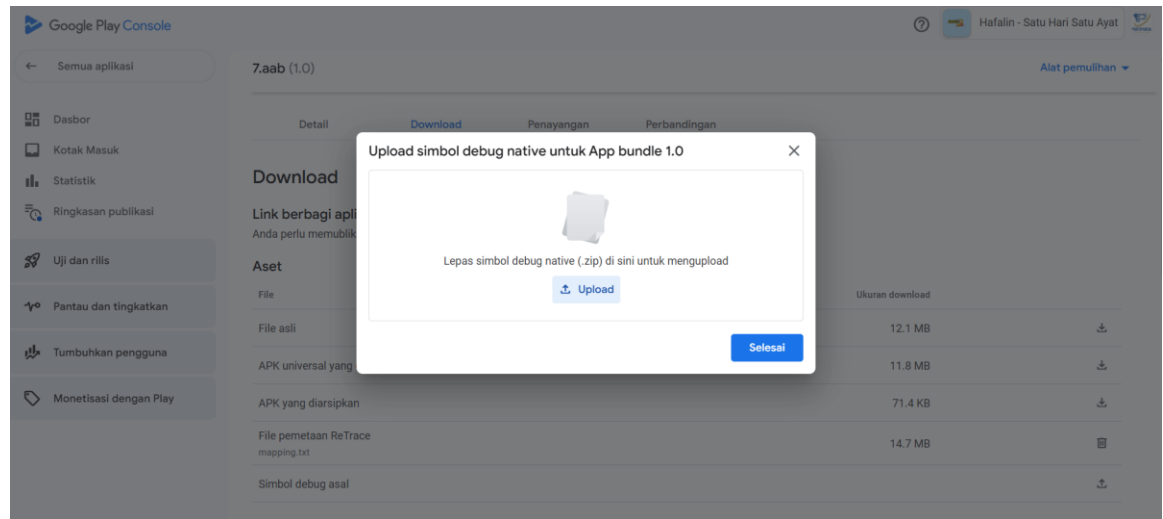 Google Play Console
Hafalin - Satu Hari Satu Ayat
Semua aplikasi
7.aab (1.0)
Alat pemulihan
Dasbor
Kotak Masuk
Statistik
Ringkasan publikasi
Uji dan rilis
Pantau dan tingkatkan
Tumbuhkan pengguna
Monetisasi dengan Play
Detail
Download
Penayangan
Perbandingan
Download
Link berbagi apli
Anda perlu memublik
Aset
File
Ukuran download
File asli
12.1 MB
APK universal yang
11.8 MB
APK yang diarsipkan
71.4 KB
File pemetaan ReTrace
mapping.txt
14.7 MB
Simbol debug asal
Upload simbol debug native untuk App bundle 1.0
Lepas simbol debug native (.zip) di sini untuk mengupload
Upload
Selesai